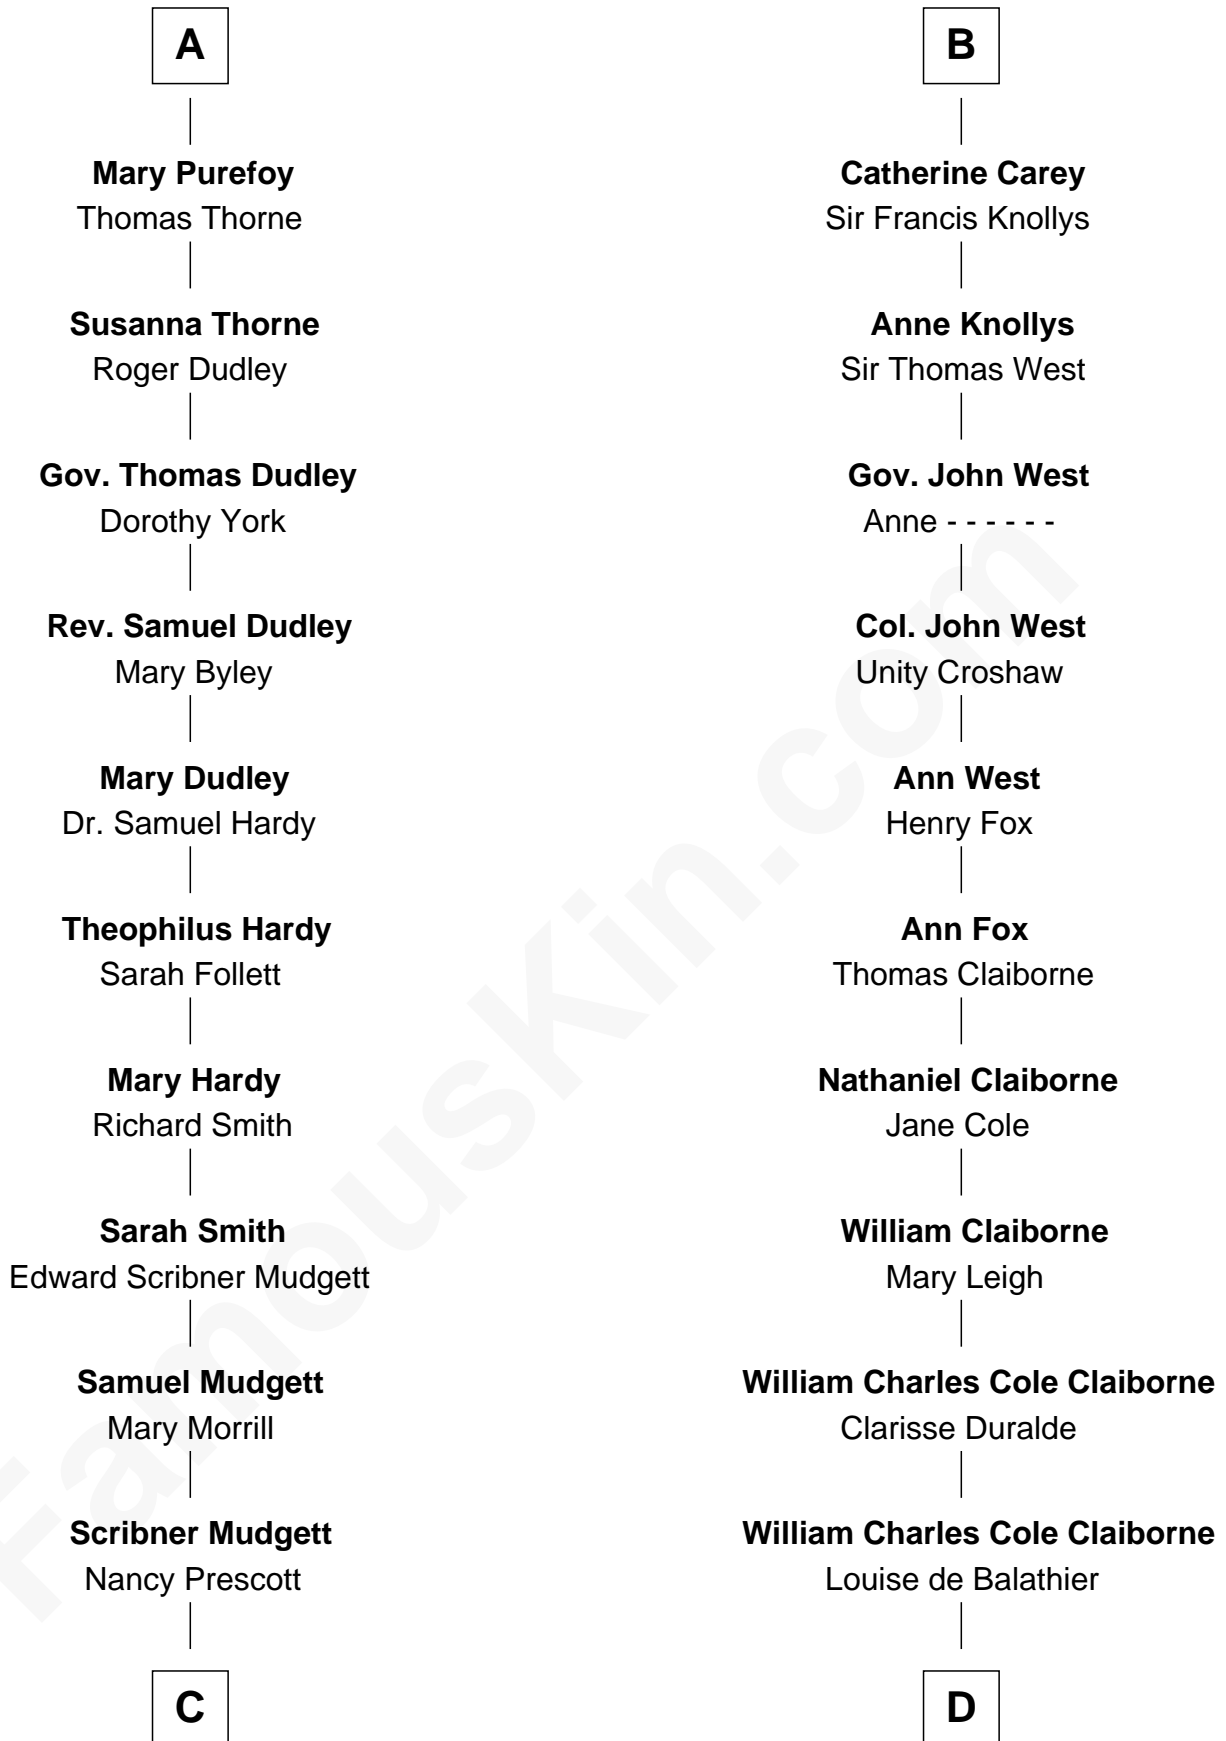 A
Mary Purefoy
Thomas Thorne
Susanna Thorne
Roger Dudley
Gov. Thomas Dudley
Dorothy York
Rev. Samuel Dudley
Mary Byley
Mary Dudley
Dr. Samuel Hardy
Theophilus Hardy
Sarah Follett
Mary Hardy
Richard Smith
Sarah Smith
Edward Scribner Mudgett
Samuel Mudgett
Mary Morrill
Scribner Mudgett
Nancy Prescott
C
B
Catherine Carey
Sir Francis Knollys
Anne Knollys
Sir Thomas West
Gov. John West
Anne - - - - - -
Col. John West
Unity Croshaw
Ann West
Henry Fox
Ann Fox
Thomas Claiborne
Nathaniel Claiborne
Jane Cole
William Claiborne
Mary Leigh
William Charles Cole Claiborne
Clarisse Duralde
William Charles Cole Claiborne
Louise de Balathier
D
FamousKin.com